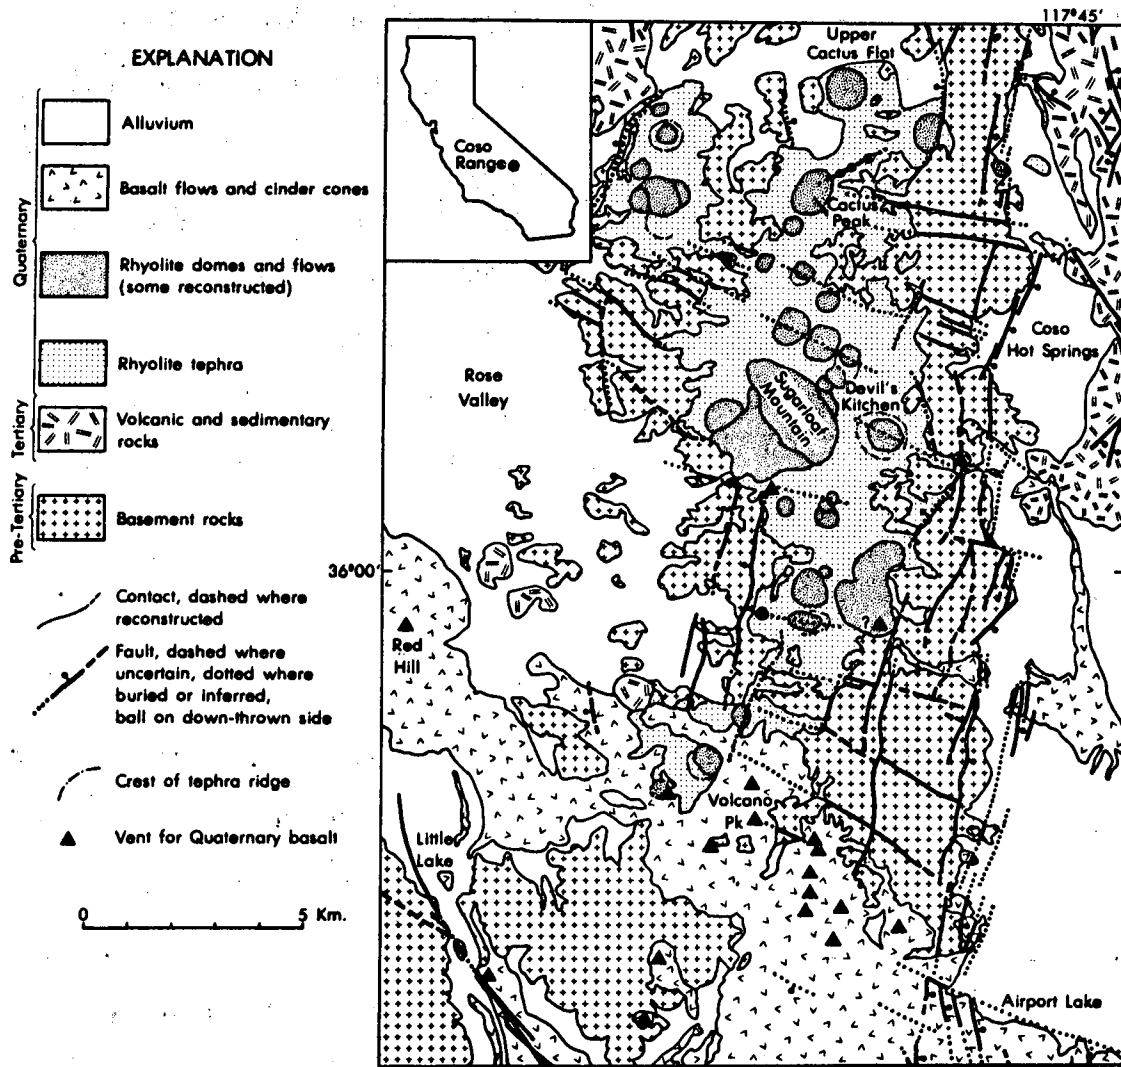 EXPLANATION
Quaternary
Alluvium
Basalt flows and cinder cones
Rhyolite domes and flows
(some reconstructed)
Rhyolite tephra
Tertiary
Volcanic and sedimentary
rocks
Pre-Tertiary
Basement rocks
Contact, dashed where
reconstructed
Fault, dashed where
uncertain, dotted where
buried or inferred,
ball on down-thrown side
Crest of tephra ridge
Vent for Quaternary basalt
0 5 Km.
117°45'
Coso
Range
Upper
Cactus Flat
Cactus
Peak
Coso
Hot Springs
Rose
Valley
Sugarloaf
Mountain
Devil's
Kitchen
36°00'
Red
Hill
?
Volcano
Pk
Little
Lake
Airport Lake